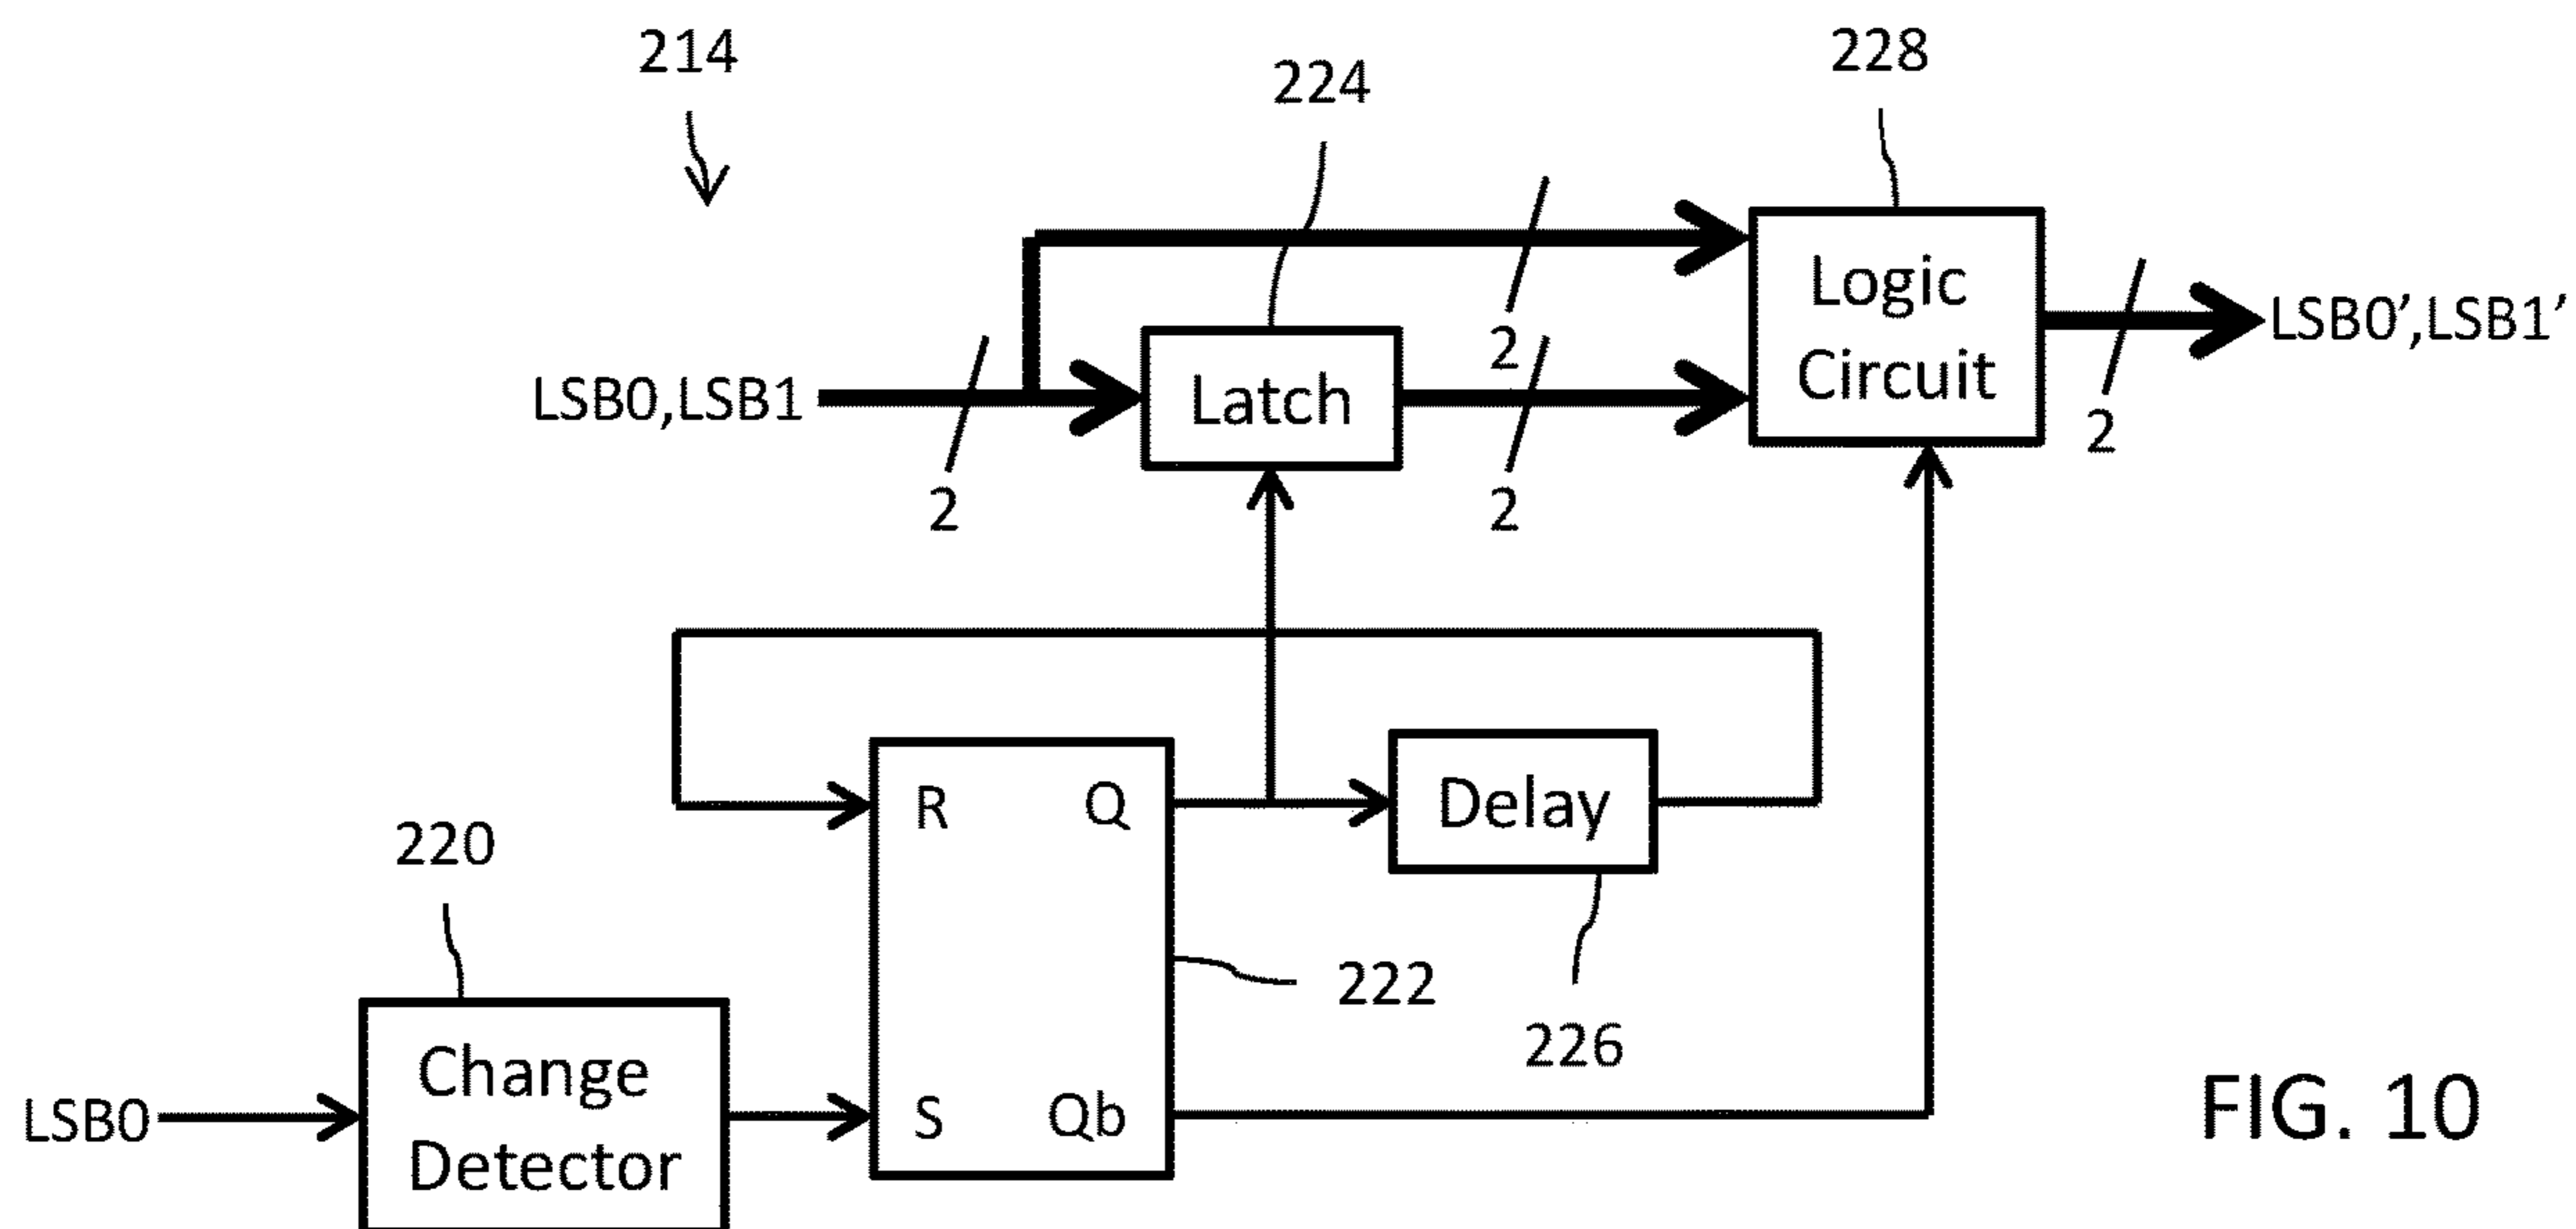 214
224
228
Logic
Circuit
LSB0,LSB1
2
Latch
2
2
2
LSB0',LSB1'
R
Q
Delay
220
222
226
Change
Detector
LSB0
S
Qb
FIG. 10